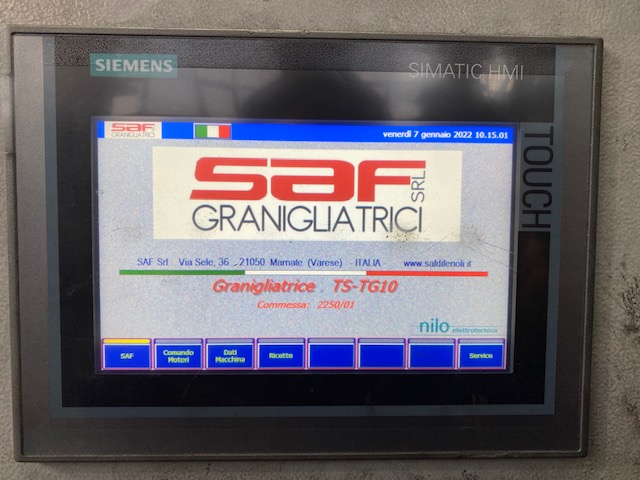 SIEMENS
SIMATIC HMI
TOUCH
saf
GRANIGLIATRICI
venerdì 7 gennaio 2022 10.15.01
saf SRL
GRANIGLIATRICI
SAF Srl Via Sele, 36 21050 Marnate (Varese) -ITALIA- www.safdifenoli.it
Granigliatrice . TS-TG10
Commessa: 2250/01
nilo elettrotecnica
SAF
Comando Motori
Dati Macchina
Ricette
Service